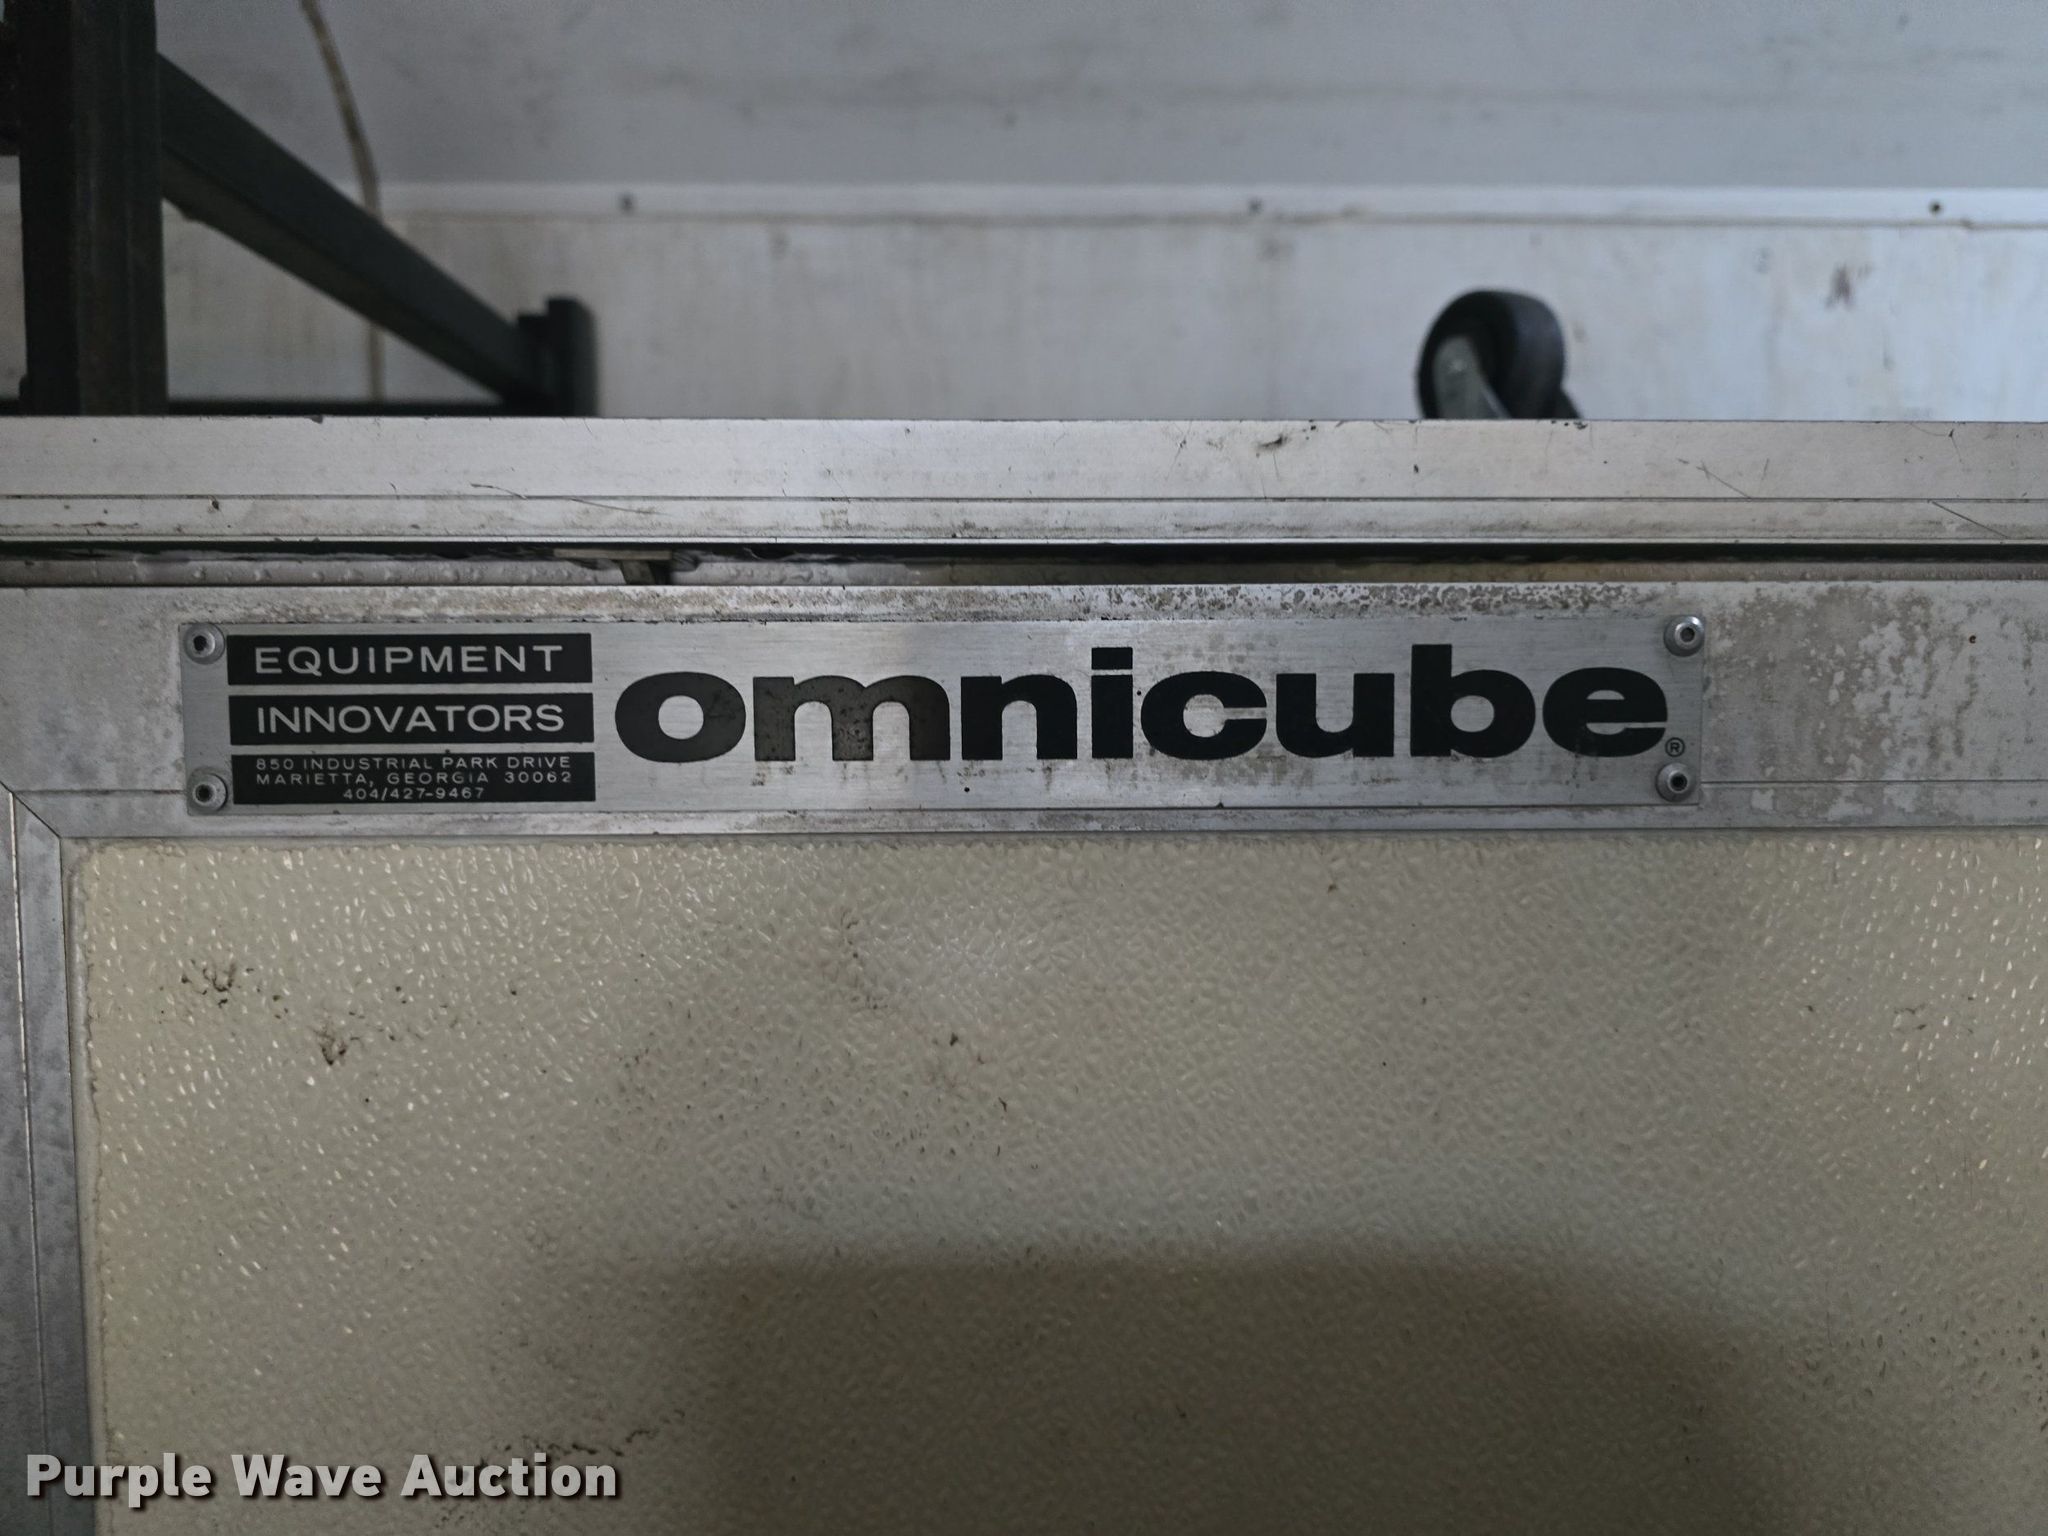 EQUIPMENT
INNOVATORS
850 INDUSTRIAL PARK DRIVE
MARIETTA, GEORGIA 30062
404/427-9467
omnicube®
Purple Wave Auction